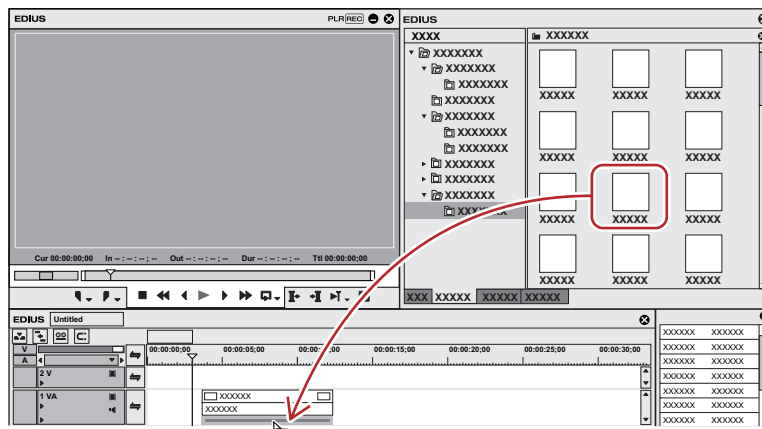 EDIUS
PLR REC
Cur 00:00:00;00 In -- : -- : -- ; -- Out -- : -- : -- ; -- Dur -- : -- : -- ; -- Ttl 00:00:00;00
EDIUS
XXXX
XXXXXXX
XXXXXXX
XXXXXXX
XXXXXXX
XXXXXXX
XXXXXXX
XXXXXXX
XXXXXXX
XXXXXXX
XXXXXXX
XXXXXX
XXXXX XXXXX XXXXX
XXXXX XXXXX XXXXX
XXXXX XXXXX XXXXX
XXXXX XXXXX XXXXX
XXX XXXXX XXXXX XXXXX
EDIUS Untitled
V
A
00:00:00;00 00:00:05;00 00:00:15;00 00:00:20;00 00:00:25;00 00:00:30;00
2 V
1 VA
XXXXXX
XXXXXX
XXXXXX XXXXXX
XXXXXX XXXXXX
XXXXXX XXXXXX
XXXXXX XXXXXX
XXXXXX XXXXXX
XXXXXX XXXXXX
XXXXXX XXXXXX